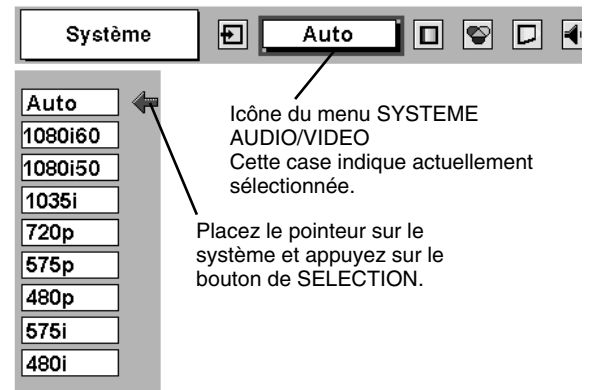 Système
Auto
Auto
1080i60
1080i50
1035i
720p
575p
480p
575i
480i
Icône du menu SYSTEME
AUDIO/VIDEO
Cette case indique actuellement
sélectionnée.
Placez le pointeur sur le
système et appuyez sur le
bouton de SELECTION.